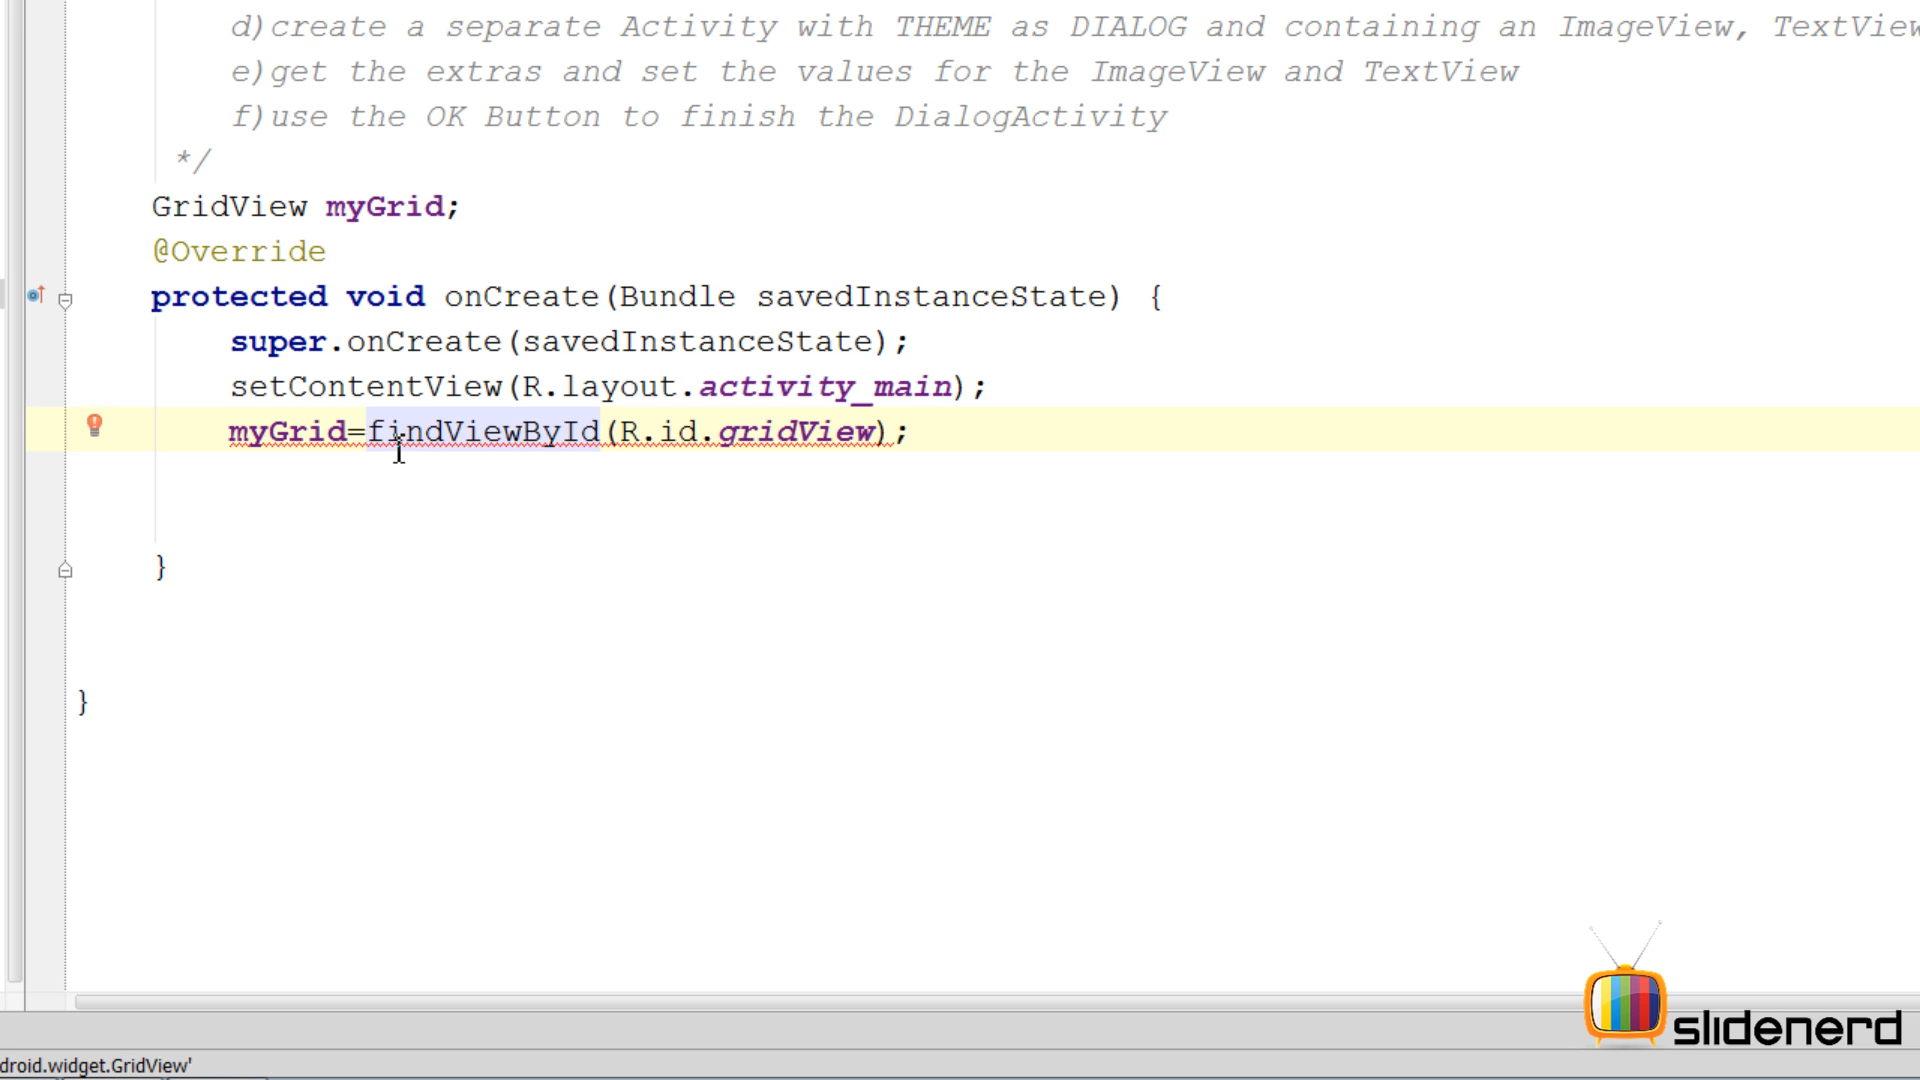 d)create a separate Activity with THEME as DIALOG and containing an ImageView, TextView
e)get the extras and set the values for the ImageView and TextView
f)use the OK Button to finish the DialogActivity
*/
GridView myGrid;
@Override
protected void onCreate(Bundle savedInstanceState) {
super.onCreate(savedInstanceState);
setContentView(R.layout.activity_main);
myGrid=findViewById(R.id.gridView);
}
}
slidenerd
droid.widget.GridView'